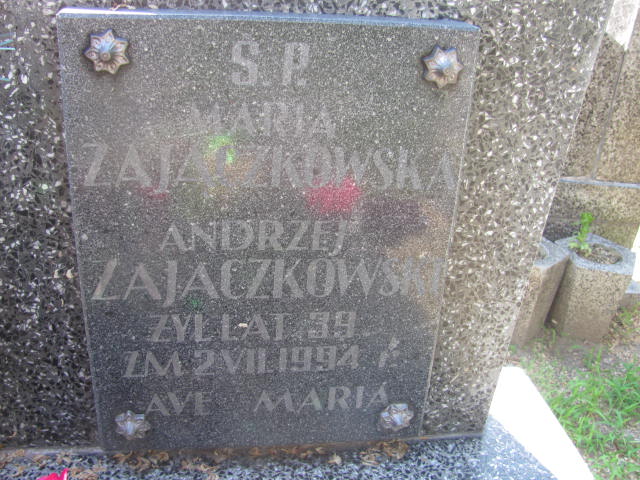 Ś.P.
MARIA
ZAJĄCZKOWSKA
ANDRZEJ
ZAJĄCZKOWSKI
ŻYŁ LAT 39
ZM 2 VII.1994 r.
AVE MARIA